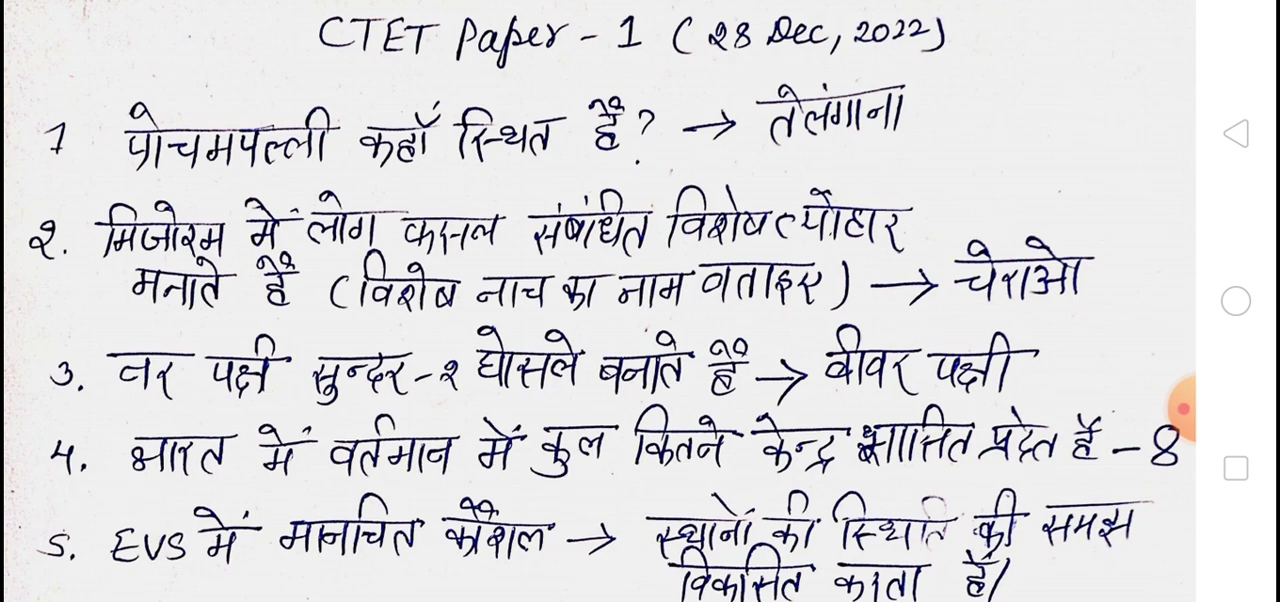 CTET Paper - 1 (28 Dec, 2022)
1 पोचमपल्ली कहाँ स्थित हैं? → तेलंगाना
2. मिजोरम में लोग फसल संबंधित विशेष त्यौहार
मनाते हैं (विशेष नाच का नाम बताइए) → चेराओ
3. नर पक्षी सुन्दर-२ घोसले बनाते हैं → वीवर पक्षी
4. भारत में वर्तमान में कुल कितने केन्द्र शासित प्रदेश हैं - 8
5. EVS में मानचित कौशल → स्थानों की स्थिति की समझ
विकसित करता हैं।